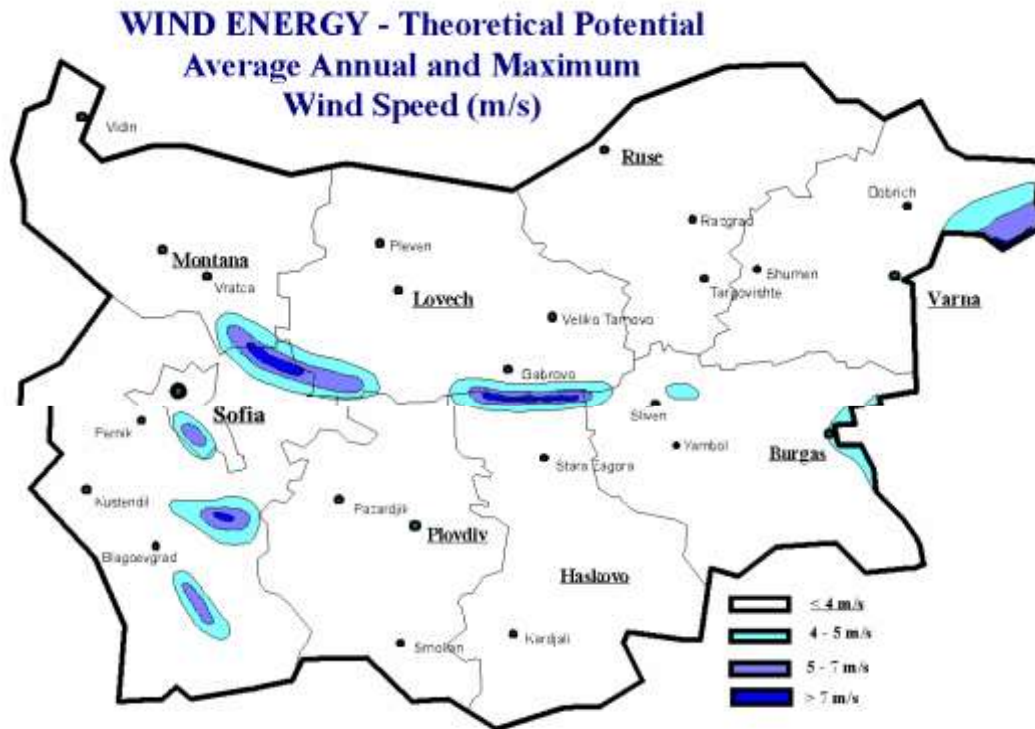 WIND ENERGY - Theoretical Potential
Average Annual and Maximum
Wind Speed (m/s)
Vidin
Ruse
Dobrich
Razgrad
Pleven
Montana
Vratca
Shumen
Targovishte
Lovech
Varna
Veliko Tarnovo
Gabrovo
Sofia
Sliven
Pernik
Yambol
Burgas
Stara Zagora
Kustendil
Pazardjik
Plovdiv
Blagoevgrad
Haskovo
≤ 4 m/s
4 - 5 m/s
Kardjali
Smolian
5 - 7 m/s
> 7 m/s